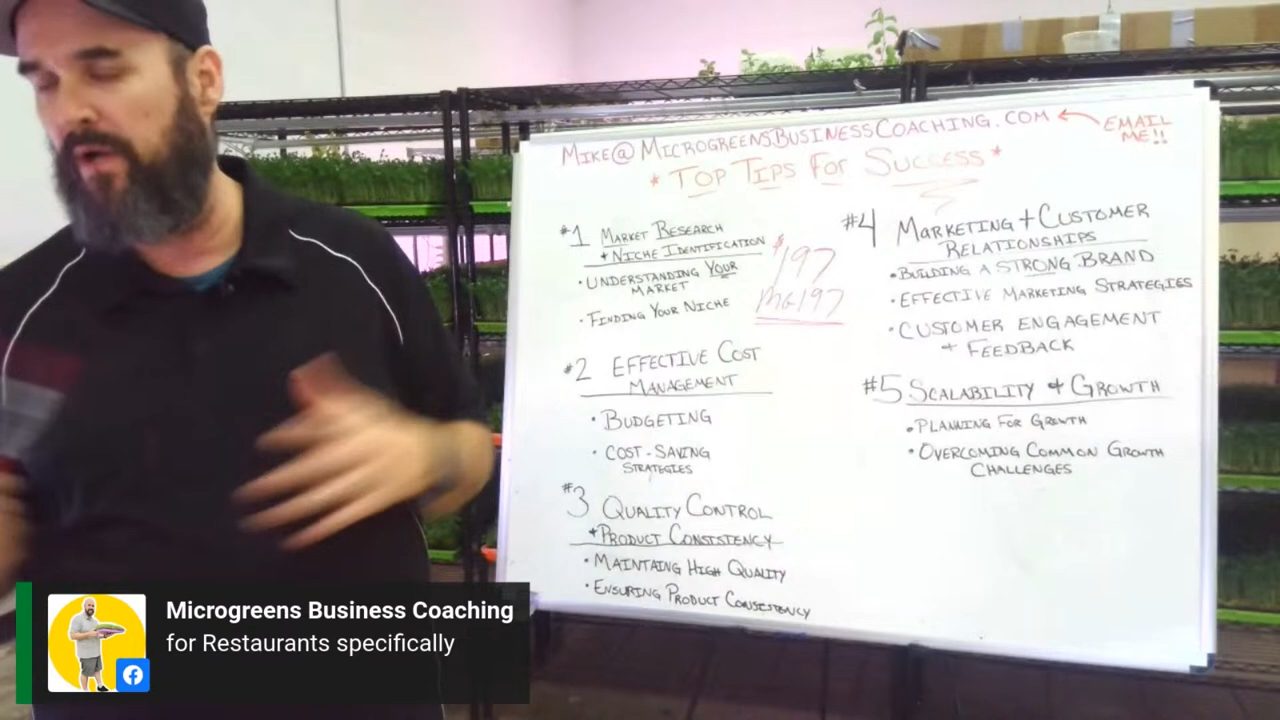 MIKE@MICROGREENSBUSINESSCOACHING.COM
EMAIL
ME!!
*TOP TIPS FOR SUCCESS*
#1 MARKET RESEARCH
+ NICHE IDENTIFICATION
• UNDERSTANDING YOUR
MARKET
• FINDING YOUR NICHE
$197
MG197
#2 EFFECTIVE COST
MANAGEMENT
• BUDGETING
• COST-SAVING
STRATEGIES
#3 QUALITY CONTROL
+ PRODUCT CONSISTENCY
• MAINTAING HIGH QUALITY
• ENSURING PRODUCT CONSISTENCY
#4 MARKETING + CUSTOMER
RELATIONSHIPS
• BUILDING A STRONG BRAND
• EFFECTIVE MARKETING STRATEGIES
• CUSTOMER ENGAGEMENT
+ FEEDBACK
#5 SCALABILITY + GROWTH
• PLANNING FOR GROWTH
• OVERCOMING COMMON GROWTH
CHALLENGES
Microgreens Business Coaching
for Restaurants specifically